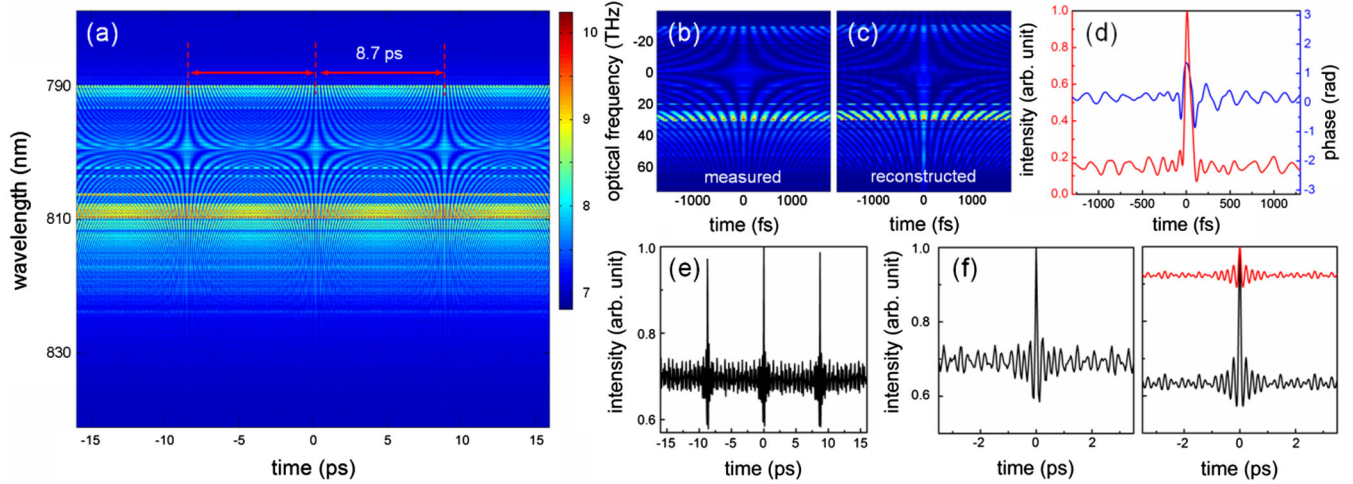 (a)
8.7 ps
790
810
830
wavelength (nm)
-15 -10 -5 0 5 10 15
time (ps)
10
9
8
7
(b)
(c)
optical frequency (THz)
-20
0
20
40
60
measured
reconstructed
-1000 0 1000
-1000 0 1000
time (fs)
time (fs)
(d)
intensity (arb. unit)
1.0
0.8
0.6
0.4
0.2
0.0
3
2
1
0
-1
-2
-3
phase (rad)
-1000 -500 0 500 1000
time (fs)
(e)
intensity (arb. unit)
1.0
0.8
0.6
-15 -10 -5 0 5 10 15
time (ps)
(f)
intensity (arb. unit)
1.0
0.8
0.6
-2 0 2
time (ps)
-2 0 2
time (ps)